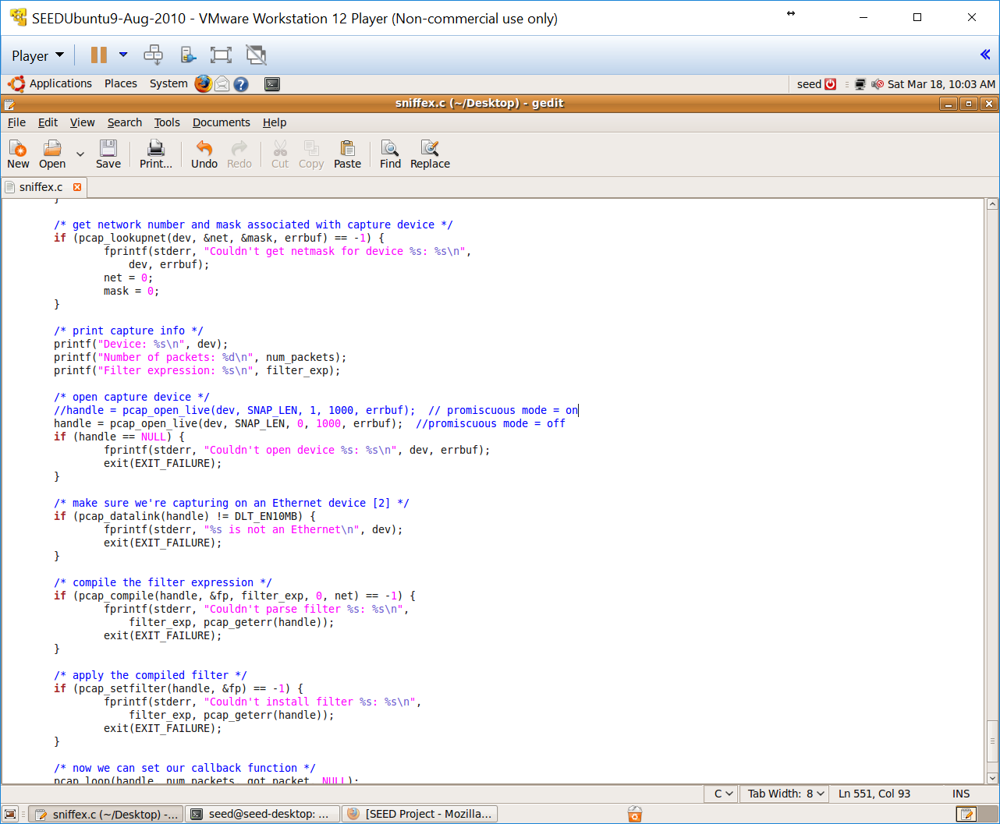 SEEDUbuntu9-Aug-2010 - VMware Workstation 12 Player (Non-commercial use only)
Player
Applications Places System seed Sat Mar 18, 10:03 AM
sniffex.c (~/Desktop) - gedit
File Edit View Search Tools Documents Help
New Open Save Print... Undo Redo Cut Copy Paste Find Replace
sniffex.c
}
/* get network number and mask associated with capture device */
if (pcap_lookupnet(dev, &net, &mask, errbuf) == -1) {
fprintf(stderr, "Couldn't get netmask for device %s: %s\n",
dev, errbuf);
net = 0;
mask = 0;
}
/* print capture info */
printf("Device: %s\n", dev);
printf("Number of packets: %d\n", num_packets);
printf("Filter expression: %s\n", filter_exp);
/* open capture device */
//handle = pcap_open_live(dev, SNAP_LEN, 1, 1000, errbuf);  // promiscuous mode = on
handle = pcap_open_live(dev, SNAP_LEN, 0, 1000, errbuf);  //promiscuous mode = off
if (handle == NULL) {
fprintf(stderr, "Couldn't open device %s: %s\n", dev, errbuf);
exit(EXIT_FAILURE);
}
/* make sure we're capturing on an Ethernet device [2] */
if (pcap_datalink(handle) != DLT_EN10MB) {
fprintf(stderr, "%s is not an Ethernet\n", dev);
exit(EXIT_FAILURE);
}
/* compile the filter expression */
if (pcap_compile(handle, &fp, filter_exp, 0, net) == -1) {
fprintf(stderr, "Couldn't parse filter %s: %s\n",
filter_exp, pcap_geterr(handle));
exit(EXIT_FAILURE);
}
/* apply the compiled filter */
if (pcap_setfilter(handle, &fp) == -1) {
fprintf(stderr, "Couldn't install filter %s: %s\n",
filter_exp, pcap_geterr(handle));
exit(EXIT_FAILURE);
}
/* now we can set our callback function */
pcap_loop(handle, num_packets, got_packet, NULL);
C Tab Width: 8 Ln 551, Col 93 INS
sniffex.c (~/Desktop) -... seed@seed-desktop: ... [SEED Project - Mozilla...